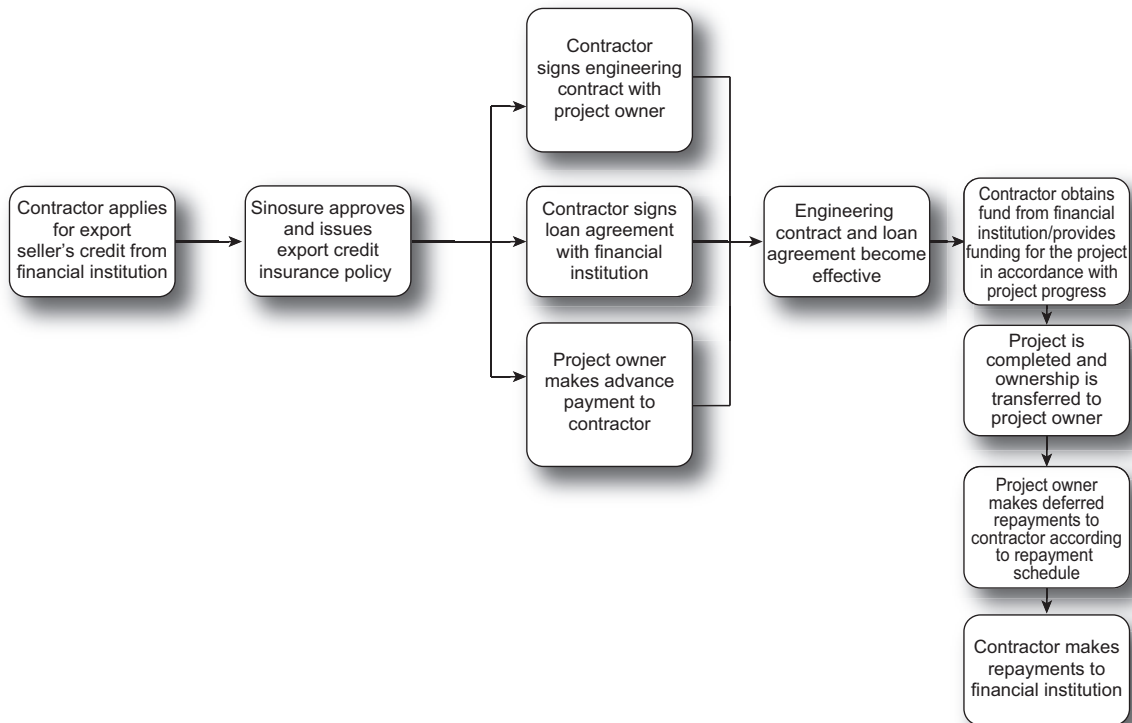 Contractor applies
for export
seller's credit from
financial institution
Sinosure approves
and issues
export credit
insurance policy
Contractor
signs engineering
contract with
project owner
Contractor signs
loan agreement
with financial
institution
Project owner
makes advance
payment to
contractor
Engineering
contract and loan
agreement become
effective
Contractor obtains
fund from financial
institution/provides
funding for the project
in accordance with
project progress
Project is
completed and
ownership is
transferred to
project owner
Project owner
makes deferred
repayments to
contractor according
to repayment
schedule
Contractor makes
repayments to
financial institution